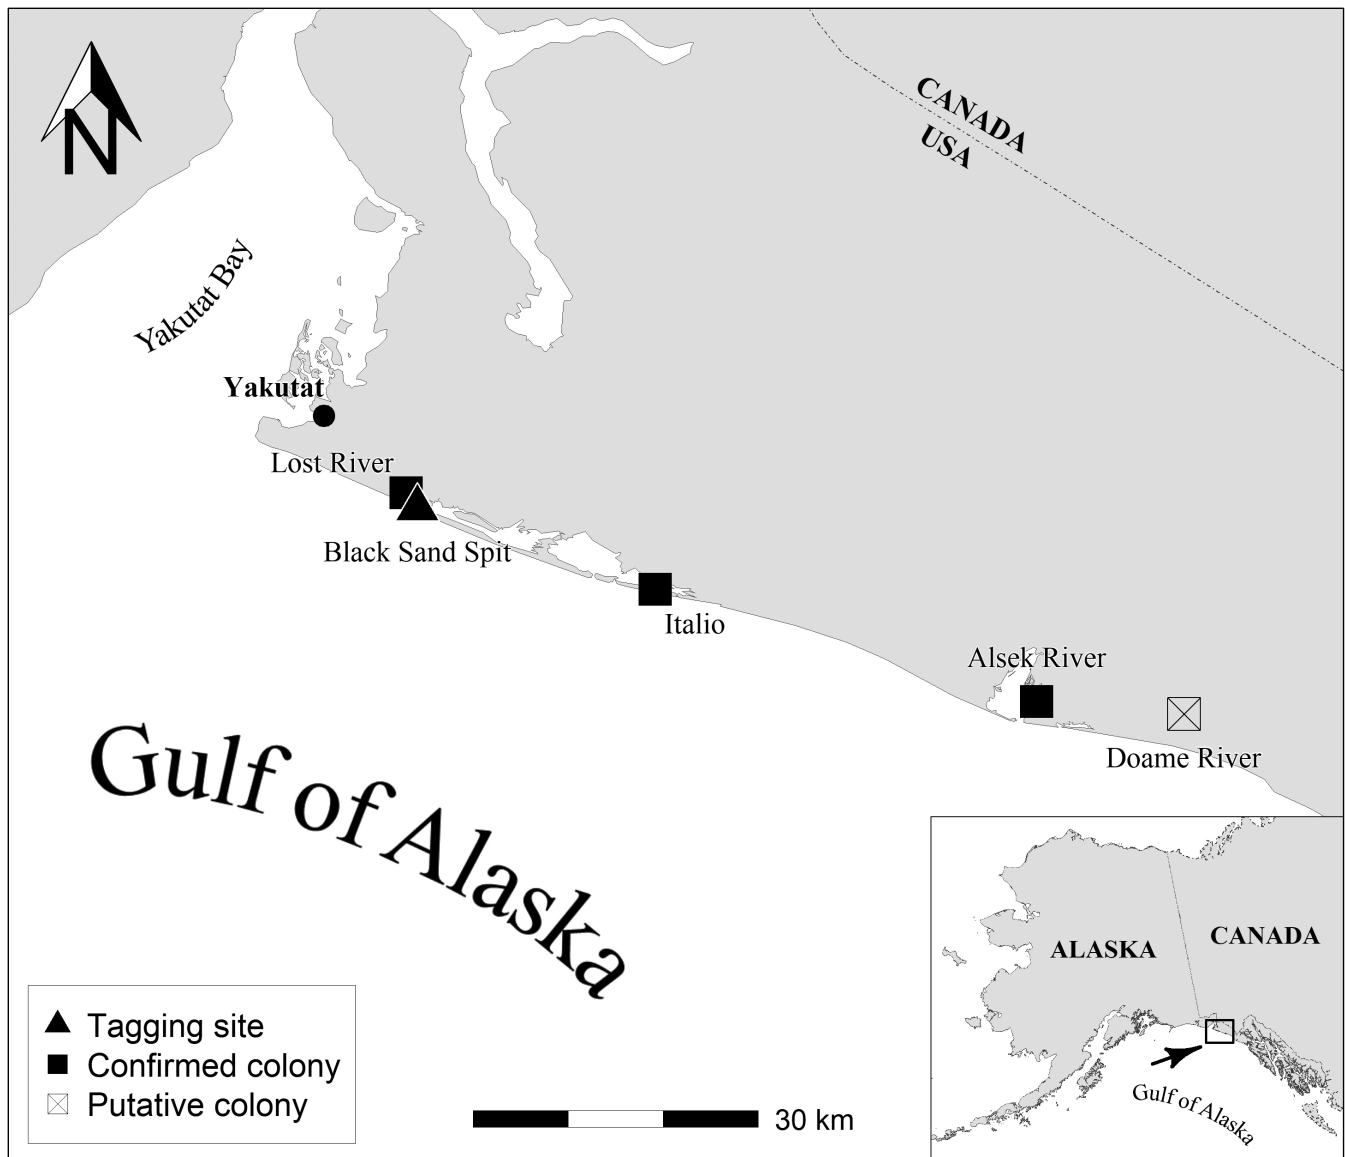 N
CANADA
USA
Yakutat Bay
Yakutat
Lost River
Black Sand Spit
Italio
Alsek River
Doame River
Gulf of Alaska
Tagging site
Confirmed colony
Putative colony
30 km
ALASKA
CANADA
Gulf of Alaska